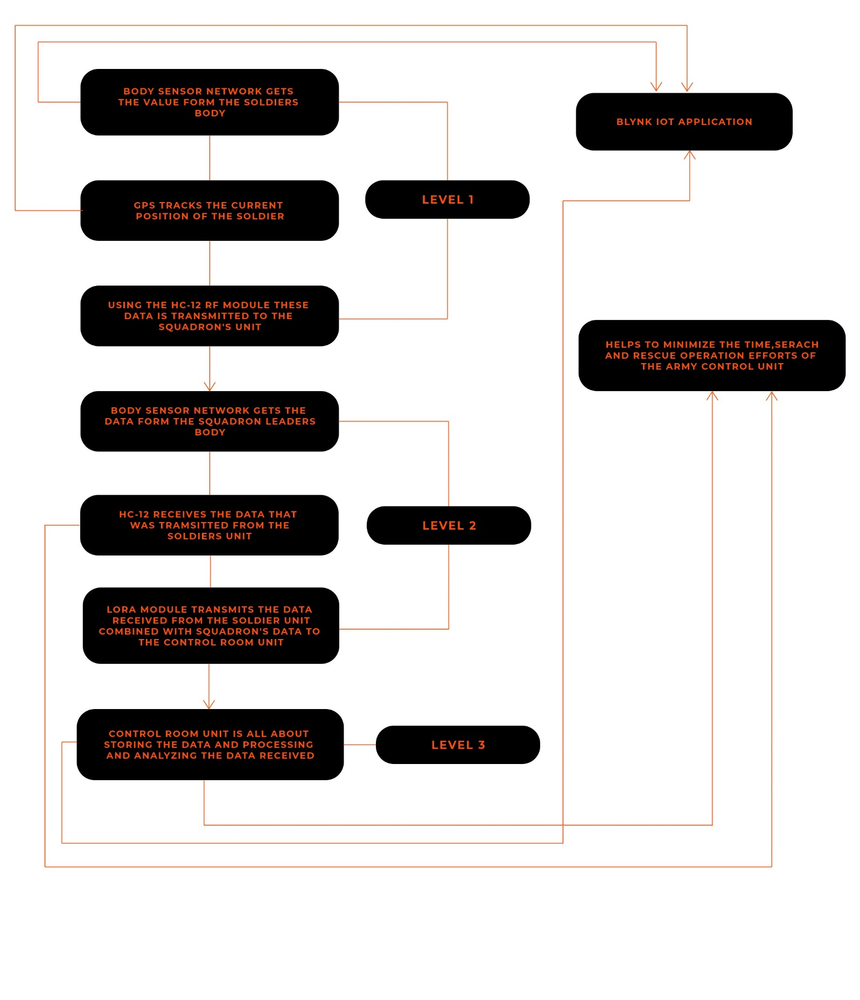 BODY SENSOR NETWORK GETS
THE VALUE FORM THE SOLDIERS
BODY
BLYNK IOT APPLICATION
GPS TRACKS THE CURRENT
POSITION OF THE SOLDIER
LEVEL 1
USING THE HC-12 RF MODULE THESE
DATA IS TRANSMITTED TO THE
SQUADRON'S UNIT
HELPS TO MINIMIZE THE TIME,SERACH
AND RESCUE OPERATION EFFORTS OF
THE ARMY CONTROL UNIT
BODY SENSOR NETWORK GETS THE
DATA FORM THE SQUADRON LEADERS
BODY
HC-12 RECEIVES THE DATA THAT
WAS TRAMSITTED FROM THE
SOLDIERS UNIT
LEVEL 2
LORA MODULE TRANSMITS THE DATA
RECEIVED FROM THE SOLDIER UNIT
COMBINED WITH SQUADRON'S DATA TO
THE CONTROL ROOM UNIT
CONTROL ROOM UNIT IS ALL ABOUT
STORING THE DATA AND PROCESSING
AND ANALYZING THE DATA RECEIVED
LEVEL 3